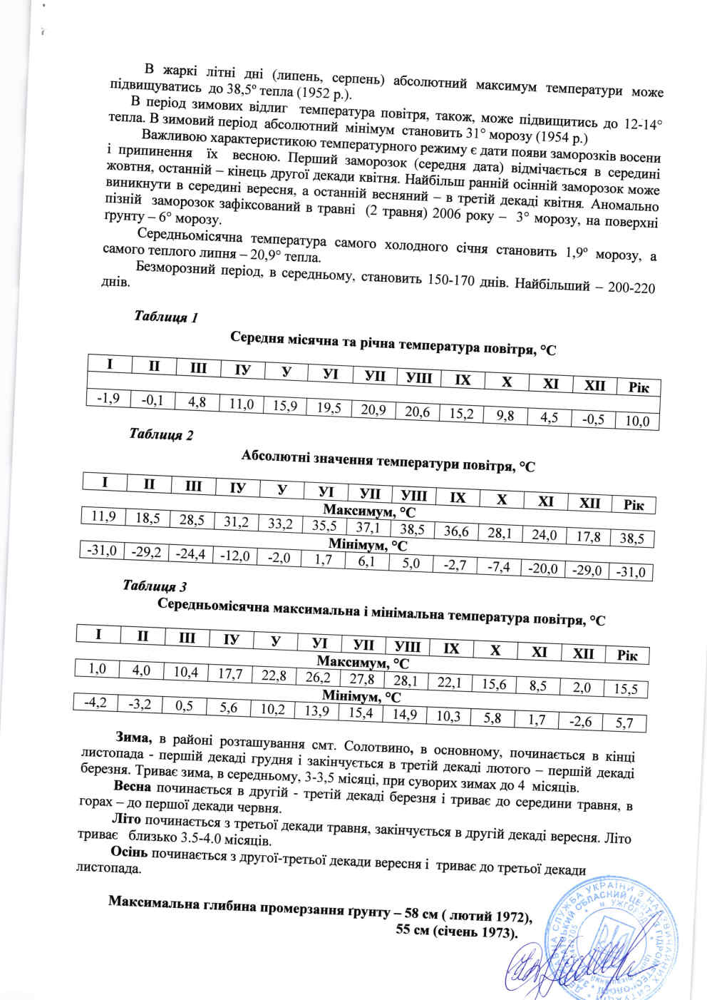 В жаркі літні дні (липень, серпень) абсолютний максимум температури може
підвищуватись до 38,5º тепла (1952 р.).
В період зимових відлиг температура повітря, також, може підвищитись до 12-14°
тепла. В зимовий період абсолютний мінімум становить 31° морозу (1954 р.)
Важливою характеристикою температурного режиму є дати появи заморозків восени
і припинення їх весною. Перший заморозок (середня дата) відмічається в середині
жовтня, останній – кінець другої декади квітня. Найбільш ранній осінній заморозок може
виникнути в середині вересня, а останній весняний – в третій декаді квітня. Аномально
пізній заморозок зафіксований в травні (2 травня) 2006 року – 3° морозу, на поверхні
ґрунту – 6° морозу.
Середньомісячна температура самого холодного січня становить 1,9º морозу, а
самого теплого липня – 20,9° тепла.
Безморозний період, в середньому, становить 150-170 днів. Найбільший – 200-220
днів.
Таблиця 1
Середня місячна та річна температура повітря, °С
І ІІ ІІІ ІУ У УІ УІІ УІІІ ІХ Х ХІ ХІІ Рік
-1,9 -0,1 4,8 11,0 15,9 19,5 20,9 20,6 15,2 9,8 4,5 -0,5 10,0
Таблиця 2
Абсолютні значення температури повітря, °С
І ІІ ІІІ ІУ У УІ УІІ УІІІ ІХ Х ХІ ХІІ Рік
Максимум, °С
11,9 18,5 28,5 31,2 33,2 35,5 37,1 38,5 36,6 28,1 24,0 17,8 38,5
Мінімум, °С
-31,0 -29,2 -24,4 -12,0 -2,0 1,7 6,1 5,0 -2,7 -7,4 -20,0 -29,0 -31,0
Таблиця 3
Середньомісячна максимальна і мінімальна температура повітря, °С
І ІІ ІІІ ІУ У УІ УІІ УІІІ ІХ Х ХІ ХІІ Рік
Максимум, °С
1,0 4,0 10,4 17,7 22,8 26,2 27,8 28,1 22,1 15,6 8,5 2,0 15,5
Мінімум, °С
-4,2 -3,2 0,5 5,6 10,2 13,9 15,4 14,9 10,3 5,8 1,7 -2,6 5,7
Зима, в районі розташування смт. Солотвино, в основному, починається в кінці
листопада - першій декаді грудня і закінчується в третій декаді лютого – першій декаді
березня. Триває зима, в середньому, 3-3,5 місяці, при суворих зимах до 4 місяців.
Весна починається в другій - третій декаді березня і триває до середини травня, в
горах – до першої декади червня.
Літо починається з третьої декади травня, закінчується в другій декаді вересня. Літо
триває близько 3.5-4.0 місяців.
Осінь починається з другої-третьої декади вересня і триває до третьої декади
листопада.
Максимальна глибина промерзання ґрунту – 58 см ( лютий 1972),
55 см (січень 1973).
СЛУЖБА УКРАЇНИ З
ОБЛАСНИЙ ЦЕНТР З